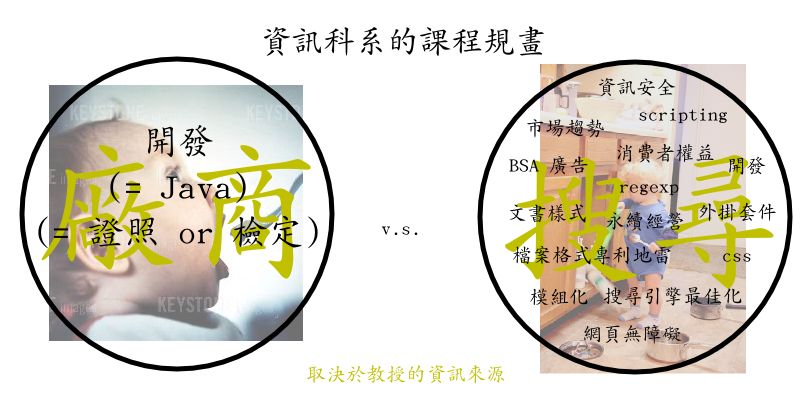 資訊科系的課程規畫
開發
(= Java)
(= 證照 or 檢定)
廠商
KEYSTONE
KEYSTONE
KEYSTONE
v.s.
資訊安全
scripting
市場趨勢
消費者權益
BSA 廣告
開發
regexp
搜尋
文書樣式
永續經營
外掛套件
檔案格式
專利地雷
css
模組化
搜尋引擎最佳化
網頁無障礙
取決於教授的資訊來源